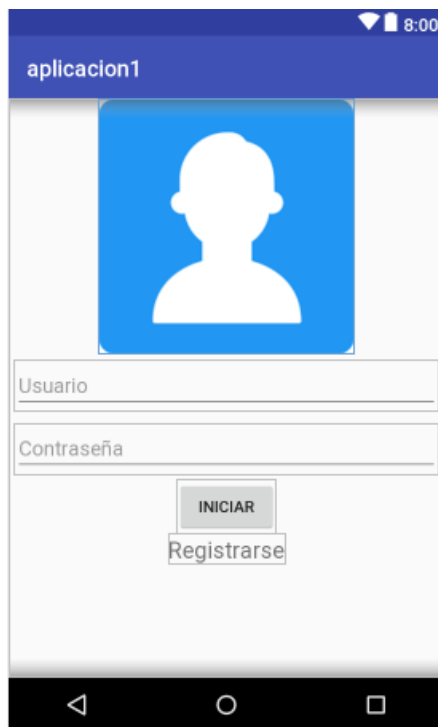 8:00
aplicacion1
Usuario
Contraseña
INICIAR
Registrarse